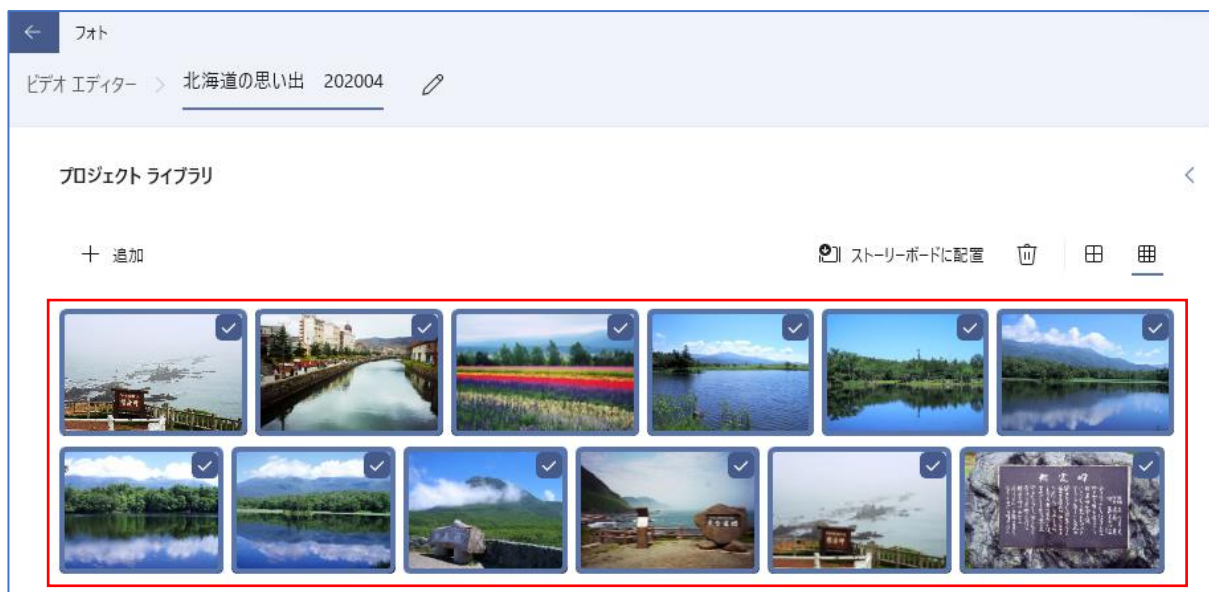 フォト
ビデオ エディター > 北海道の思い出 202004
プロジェクト ライブラリ
+ 追加
ストーリーボードに配置